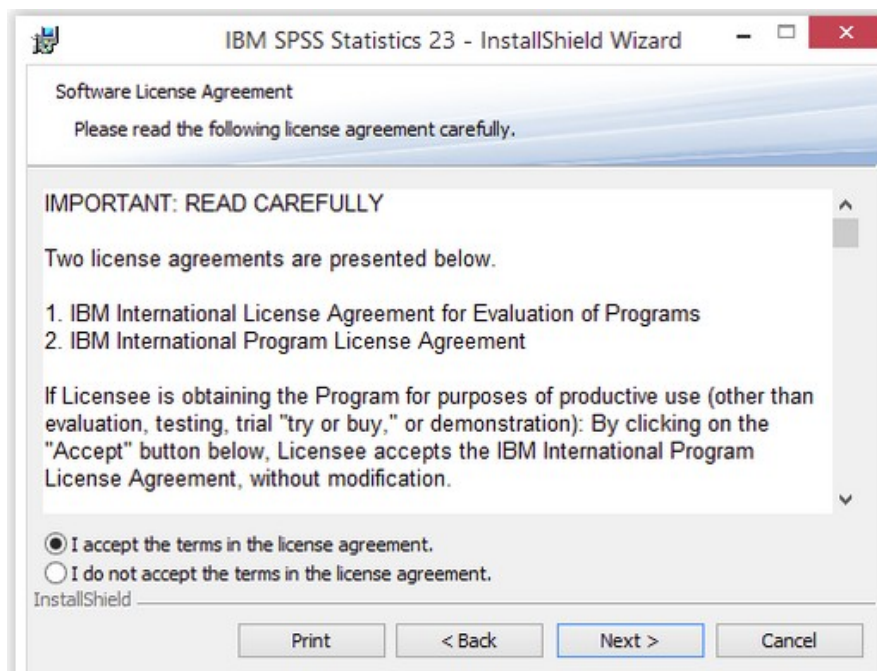 IBM SPSS Statistics 23 - InstallShield Wizard
Software License Agreement
Please read the following license agreement carefully.
IMPORTANT: READ CAREFULLY
Two license agreements are presented below.
1. IBM International License Agreement for Evaluation of Programs
2. IBM International Program License Agreement
If Licensee is obtaining the Program for purposes of productive use (other than
evaluation, testing, trial "try or buy," or demonstration): By clicking on the
"Accept" button below, Licensee accepts the IBM International Program
License Agreement, without modification.
I accept the terms in the license agreement.
I do not accept the terms in the license agreement.
InstallShield
Print < Back Next > Cancel